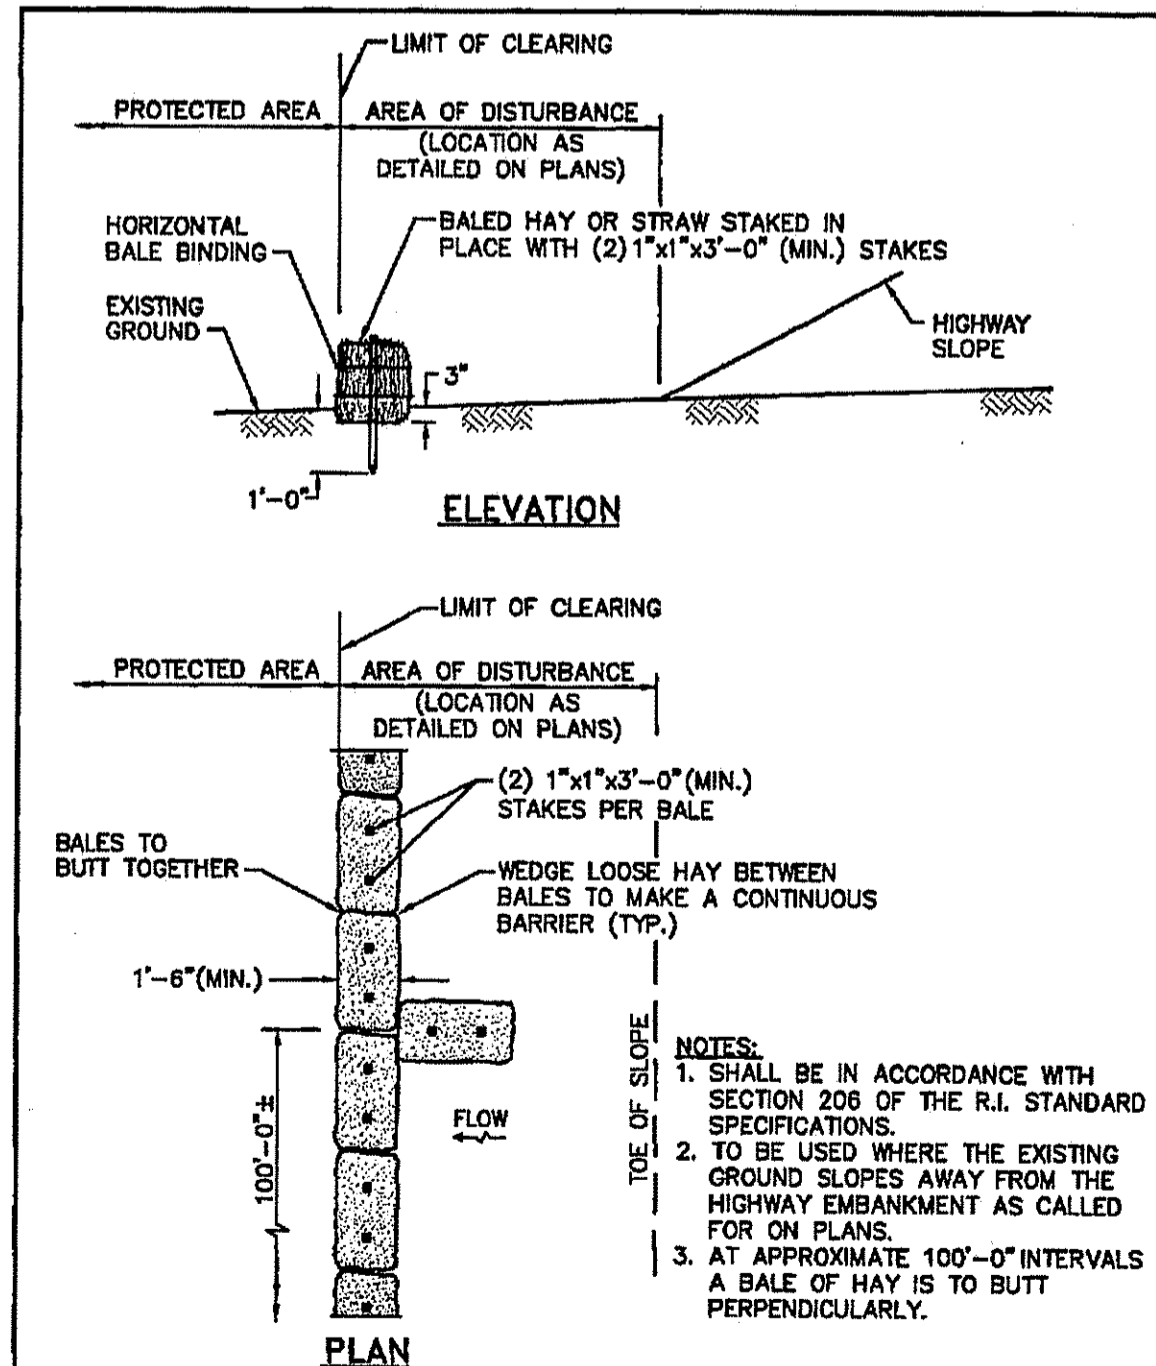 LIMIT OF CLEARING
PROTECTED AREA
AREA OF DISTURBANCE
(LOCATION AS
DETAILED ON PLANS)
HORIZONTAL
BALE BINDING
BALED HAY OR STRAW STAKED IN
PLACE WITH (2) 1"x1"x3'-0" (MIN.) STAKES
EXISTING
GROUND
HIGHWAY
SLOPE
3"
1'-0"
ELEVATION
LIMIT OF CLEARING
PROTECTED AREA
AREA OF DISTURBANCE
(LOCATION AS
DETAILED ON PLANS)
(2) 1"x1"x3'-0" (MIN.)
STAKES PER BALE
BALES TO
BUTT TOGETHER
WEDGE LOOSE HAY BETWEEN
BALES TO MAKE A CONTINUOUS
BARRIER (TYP.)
1'-6" (MIN.)
100'-0" ±
FLOW
TOE OF SLOPE
NOTES:
1. SHALL BE IN ACCORDANCE WITH
SECTION 206 OF THE R.I. STANDARD
SPECIFICATIONS.
2. TO BE USED WHERE THE EXISTING
GROUND SLOPES AWAY FROM THE
HIGHWAY EMBANKMENT AS CALLED
FOR ON PLANS.
3. AT APPROXIMATE 100'-0" INTERVALS
A BALE OF HAY IS TO BUTT
PERPENDICULARLY.
PLAN